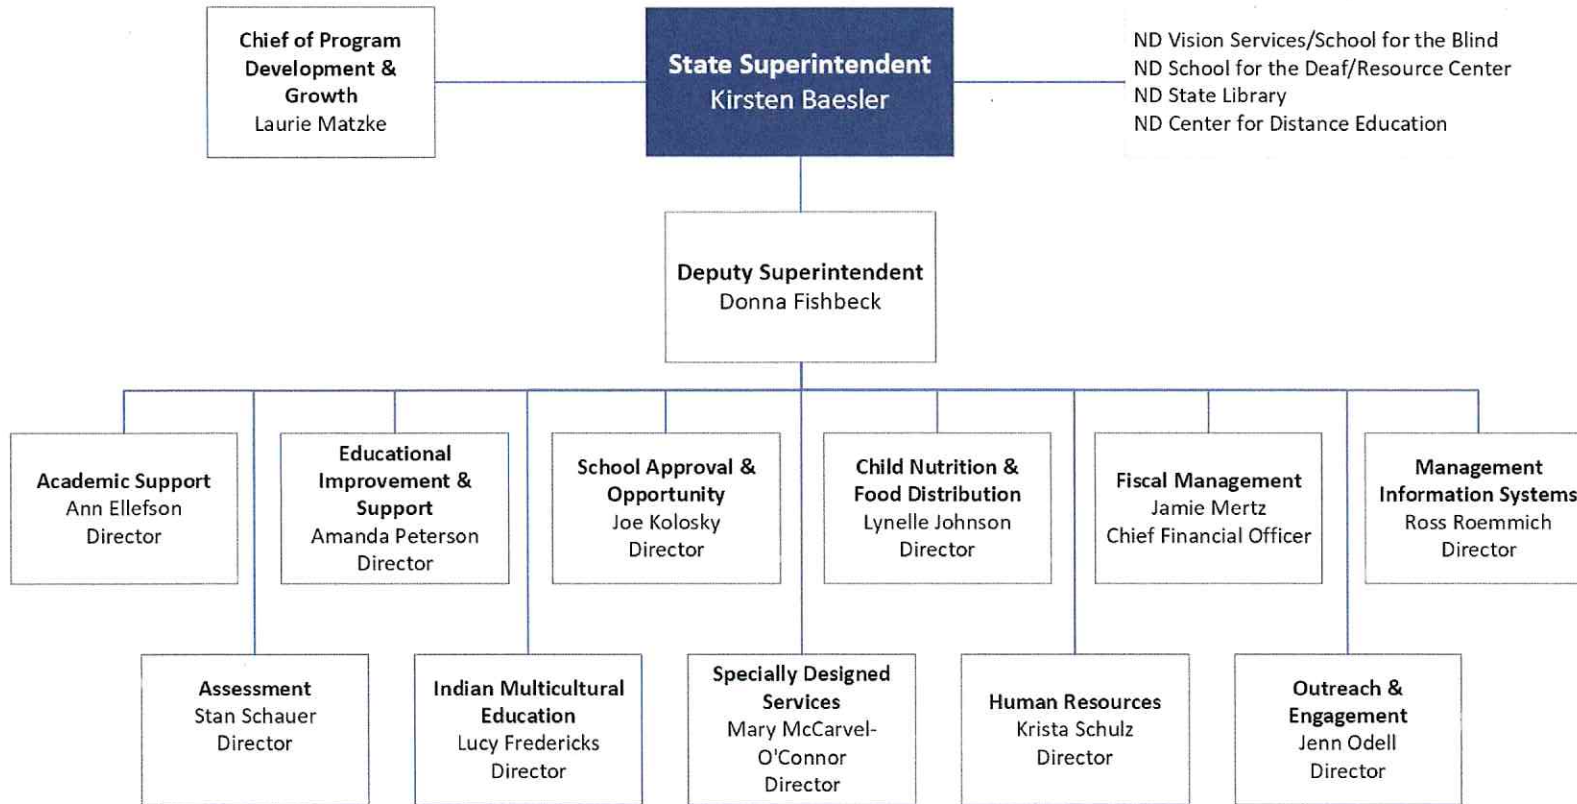 Chief of Program
Development &
Growth
Laurie Matzke
State Superintendent
Kirsten Baesler
ND Vision Services/School for the Blind
ND School for the Deaf/Resource Center
ND State Library
ND Center for Distance Education
Deputy Superintendent
Donna Fishbeck
Academic Support
Ann Ellefson
Director
Educational
Improvement &
Support
Amanda Peterson
Director
School Approval &
Opportunity
Joe Kolosky
Director
Child Nutrition &
Food Distribution
Lynelle Johnson
Director
Fiscal Management
Jamie Mertz
Chief Financial Officer
Management
Information Systems
Ross Roemmich
Director
Assessment
Stan Schauer
Director
Indian Multicultural
Education
Lucy Fredericks
Director
Specially Designed
Services
Mary McCarvel-
O'Connor
Director
Human Resources
Krista Schulz
Director
Outreach &
Engagement
Jenn Odell
Director